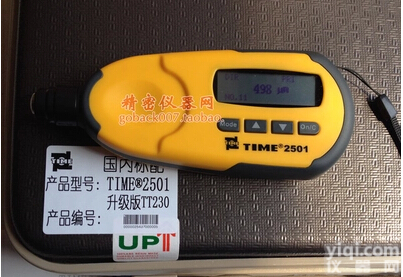 498 µm
精密仪器网
goback007.taobao
Mode
On/C
TIME®2501
TIME
国内标配
产品型号: TIME®2501
升级版TT230
产品编号:
UPT
yiqi.com
仪器网